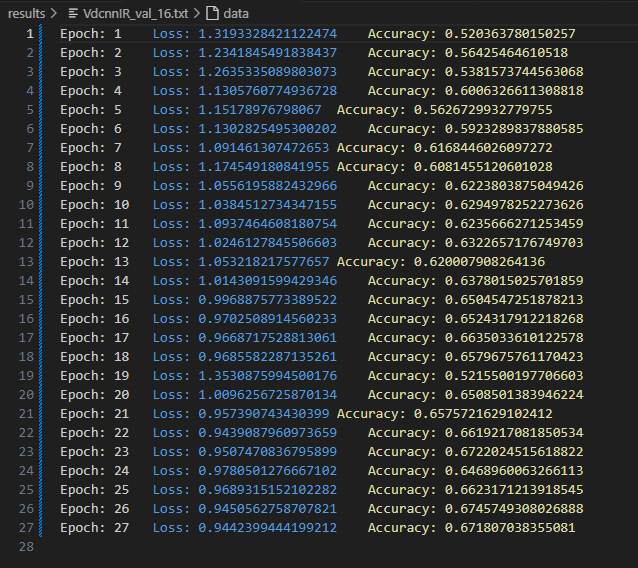 results > VdcnnIR_val_16.txt > data
1 Epoch: 1 Loss: 1.3193328421122474 Accuracy: 0.520363780150257
2 Epoch: 2 Loss: 1.2341845491838437 Accuracy: 0.56425464610518
3 Epoch: 3 Loss: 1.2635335089803073 Accuracy: 0.5381573744563068
4 Epoch: 4 Loss: 1.1305760774936728 Accuracy: 0.6006326611308818
5 Epoch: 5 Loss: 1.15178976798067 Accuracy: 0.5626729932779755
6 Epoch: 6 Loss: 1.1302825495300202 Accuracy: 0.5923289837880585
7 Epoch: 7 Loss: 1.091461307472653 Accuracy: 0.6168446026097272
8 Epoch: 8 Loss: 1.174549180841955 Accuracy: 0.6081455120601028
9 Epoch: 9 Loss: 1.0556195882432966 Accuracy: 0.6223803875049426
10 Epoch: 10 Loss: 1.0384512734347155 Accuracy: 0.6294978252273626
11 Epoch: 11 Loss: 1.0937464608180754 Accuracy: 0.6235666271253459
12 Epoch: 12 Loss: 1.0246127845506603 Accuracy: 0.6322657176749703
13 Epoch: 13 Loss: 1.053218217577657 Accuracy: 0.620007908264136
14 Epoch: 14 Loss: 1.0143091599429346 Accuracy: 0.6378015025701859
15 Epoch: 15 Loss: 0.9968875773389522 Accuracy: 0.6504547251878213
16 Epoch: 16 Loss: 0.9702508914560233 Accuracy: 0.6524317912218268
17 Epoch: 17 Loss: 0.9668717528813061 Accuracy: 0.6635033610122578
18 Epoch: 18 Loss: 0.9685582287135261 Accuracy: 0.6579675761170423
19 Epoch: 19 Loss: 1.3530875994500176 Accuracy: 0.5215500197706603
20 Epoch: 20 Loss: 1.0096256725870134 Accuracy: 0.6508501383946224
21 Epoch: 21 Loss: 0.957390743430399 Accuracy: 0.6575721629102412
22 Epoch: 22 Loss: 0.9439087960973659 Accuracy: 0.6619217081850534
23 Epoch: 23 Loss: 0.9507470836795899 Accuracy: 0.6722024515618822
24 Epoch: 24 Loss: 0.9780501276667102 Accuracy: 0.6468960063266113
25 Epoch: 25 Loss: 0.9689315152102282 Accuracy: 0.6623171213918545
26 Epoch: 26 Loss: 0.9450562758707821 Accuracy: 0.6745749308026888
27 Epoch: 27 Loss: 0.9442399444199212 Accuracy: 0.671807038355081
28